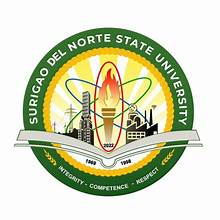 SURIGAO DEL NORTE STATE UNIVERSITY
2022
1969 1998
INTEGRITY - COMPETENCE - RESPECT